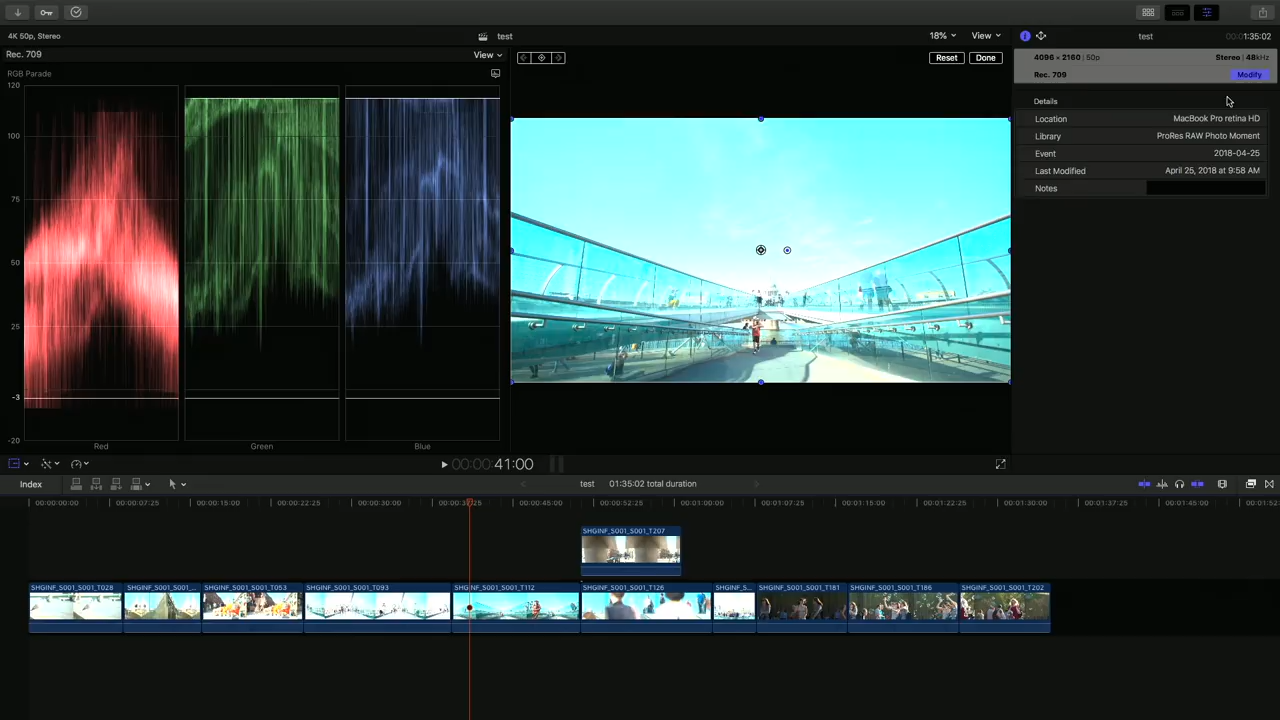 4K 50p, Stereo
test
18%
View
test
00:01:35:02
Rec. 709
View
Reset
Done
4096 × 2160 | 50p
Stereo | 48kHz
Rec. 709
Modify
RGB Parade
120
100
75
50
25
-3
-20
Red
Green
Blue
Details
Location
MacBook Pro retina HD
Library
ProRes RAW Photo Moment
Event
2018-04-25
Last Modified
April 25, 2018 at 9:58 AM
Notes
00:00:41:00
Index
test
01:35:02 total duration
00:00:00:00
00:00:07:25
00:00:15:00
00:00:22:25
00:00:30:00
00:00:45:00
00:00:52:25
00:01:00:00
00:01:07:25
00:01:15:00
00:01:22:25
00:01:30:00
00:01:37:25
00:01:45:00
00:01:52
SHGINF_S001_S001_T207
SHGINF_S001_S001_T028
SHGINF_S001_S001_...
SHGINF_S001_S001_T053
SHGINF_S001_S001_T093
SHGINF_S001_S001_T112
SHGINF_S001_S001_T126
SHGINF_S...
SHGINF_S001_S001_T181
SHGINF_S001_S001_T186
SHGINF_S001_S001_T202